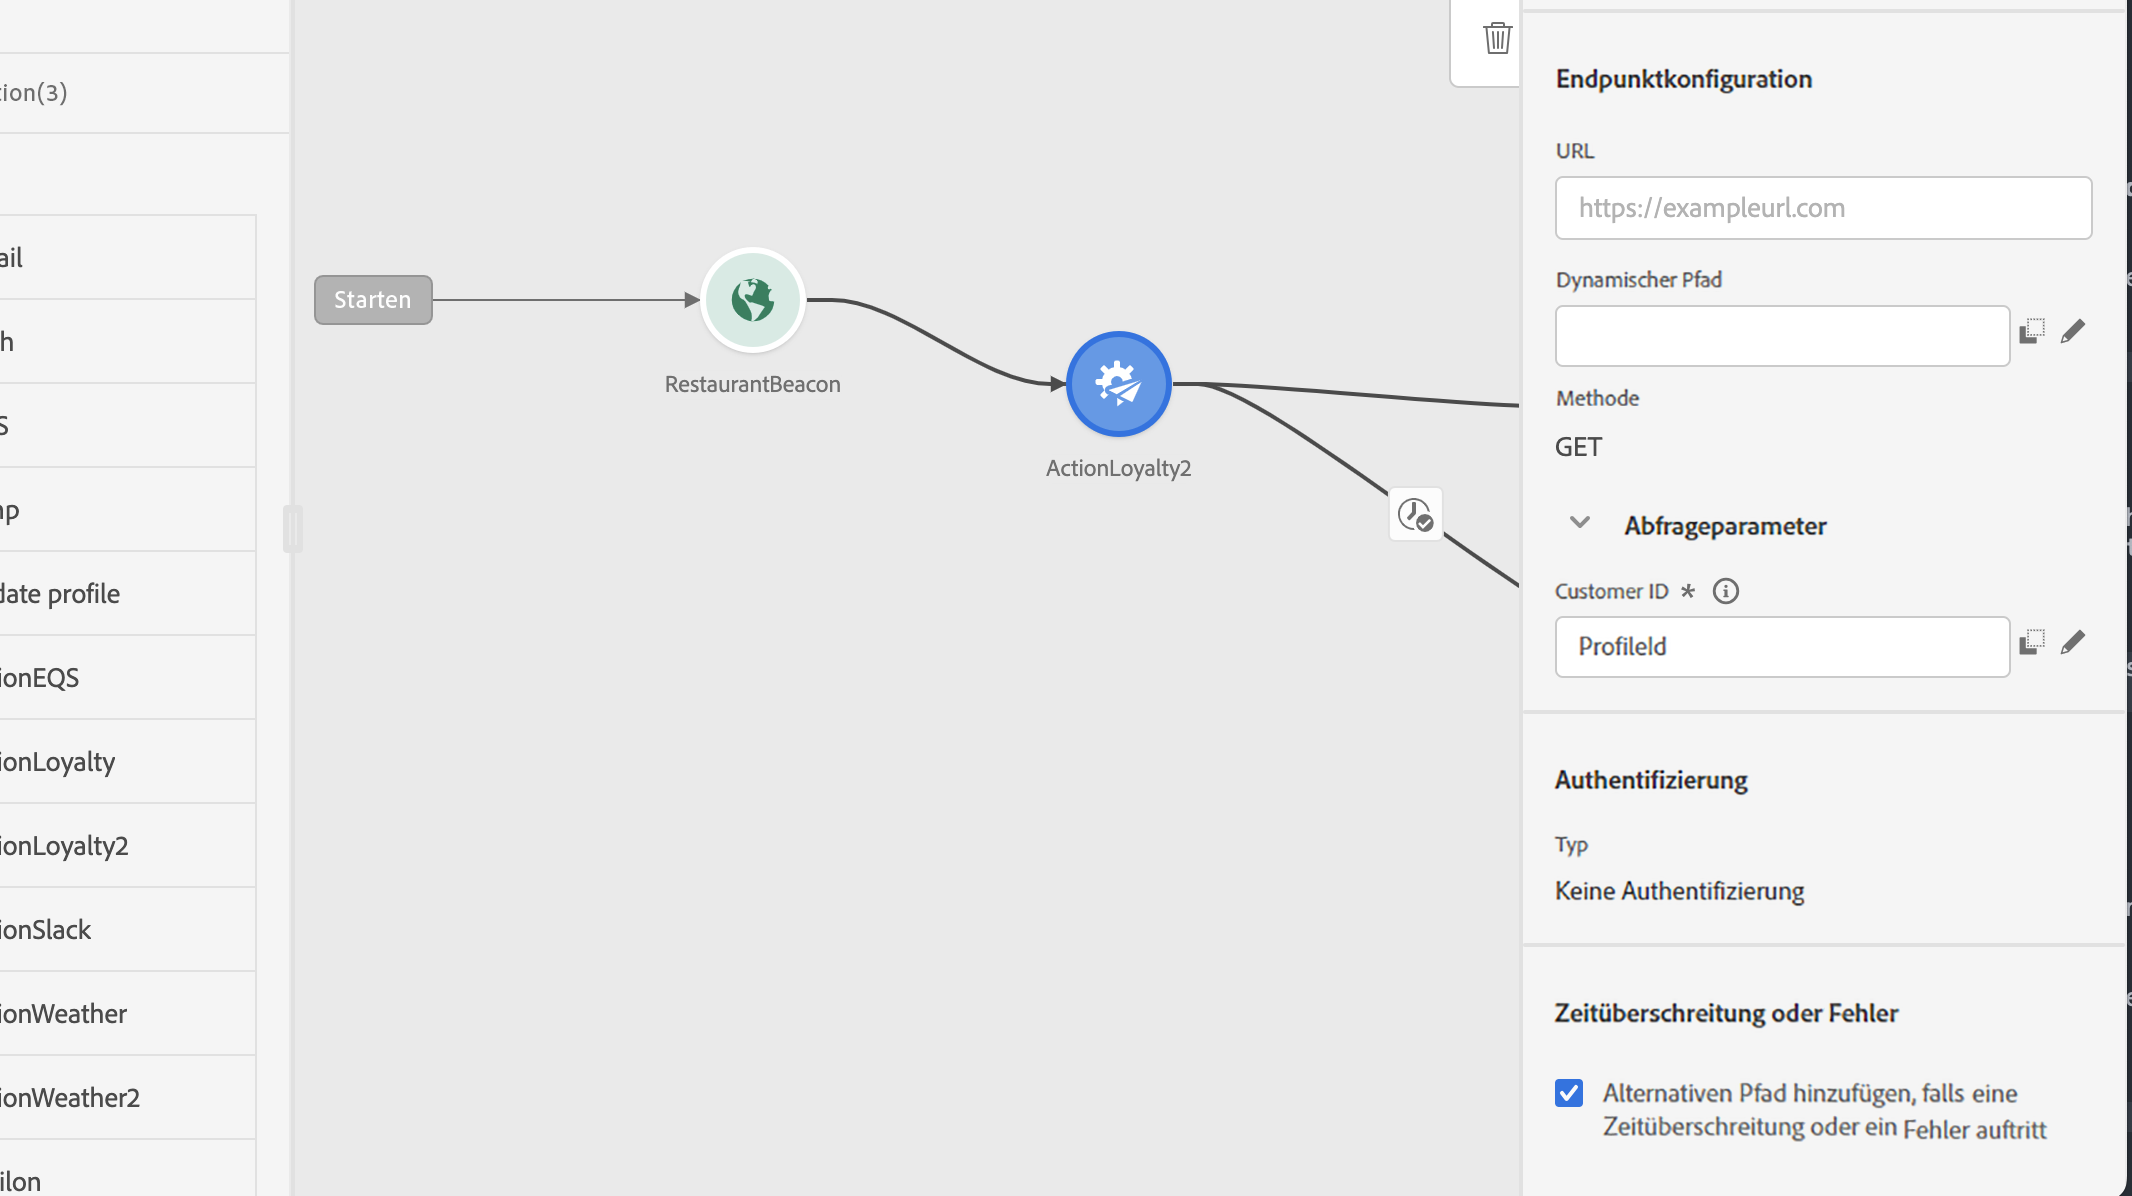 tion(3)
ail
h
S
np
date profile
ionEQS
ionLoyalty
ionLoyalty2
ionSlack
ionWeather
ionWeather2
ilon
Starten
RestaurantBeacon
ActionLoyalty2
Endpunktkonfiguration
URL
https://exampleurl.com
Dynamischer Pfad
Methode
GET
Abfrageparameter
Customer ID *
ProfileId
Authentifizierung
Typ
Keine Authentifizierung
Zeitüberschreitung oder Fehler
Alternativen Pfad hinzufügen, falls eine
Zeitüberschreitung oder ein Fehler auftritt